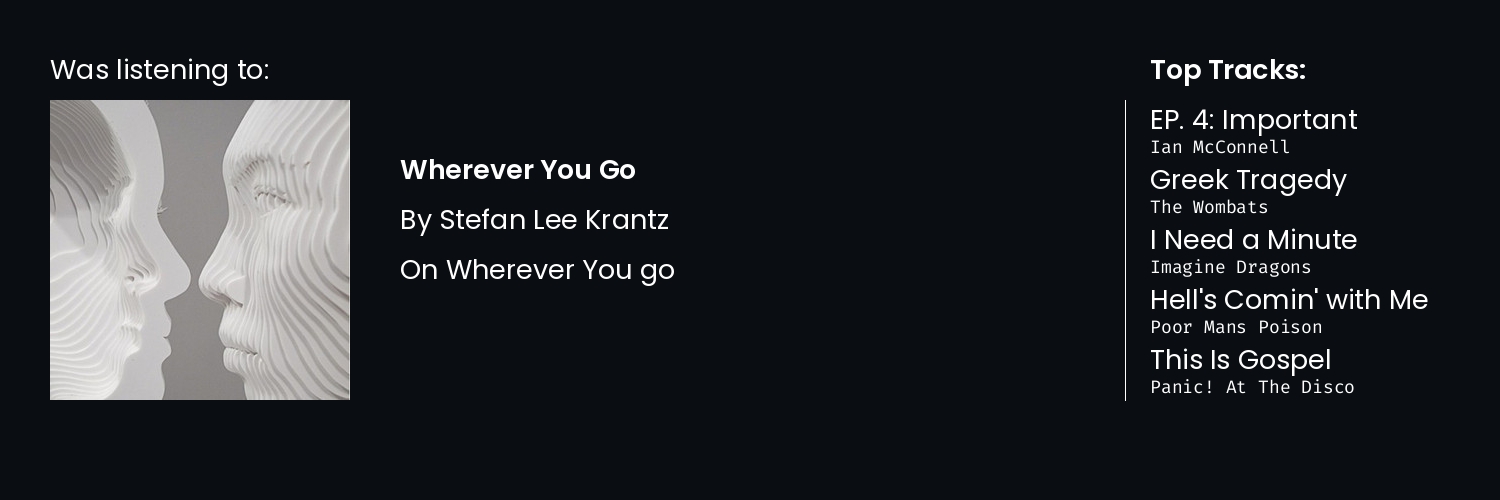 Was listening to:
Wherever You Go
By Stefan Lee Krantz
On Wherever You go
Top Tracks:
EP. 4: Important
Ian McConnell
Greek Tragedy
The Wombats
I Need a Minute
Imagine Dragons
Hell's Comin' with Me
Poor Mans Poison
This Is Gospel
Panic! At The Disco